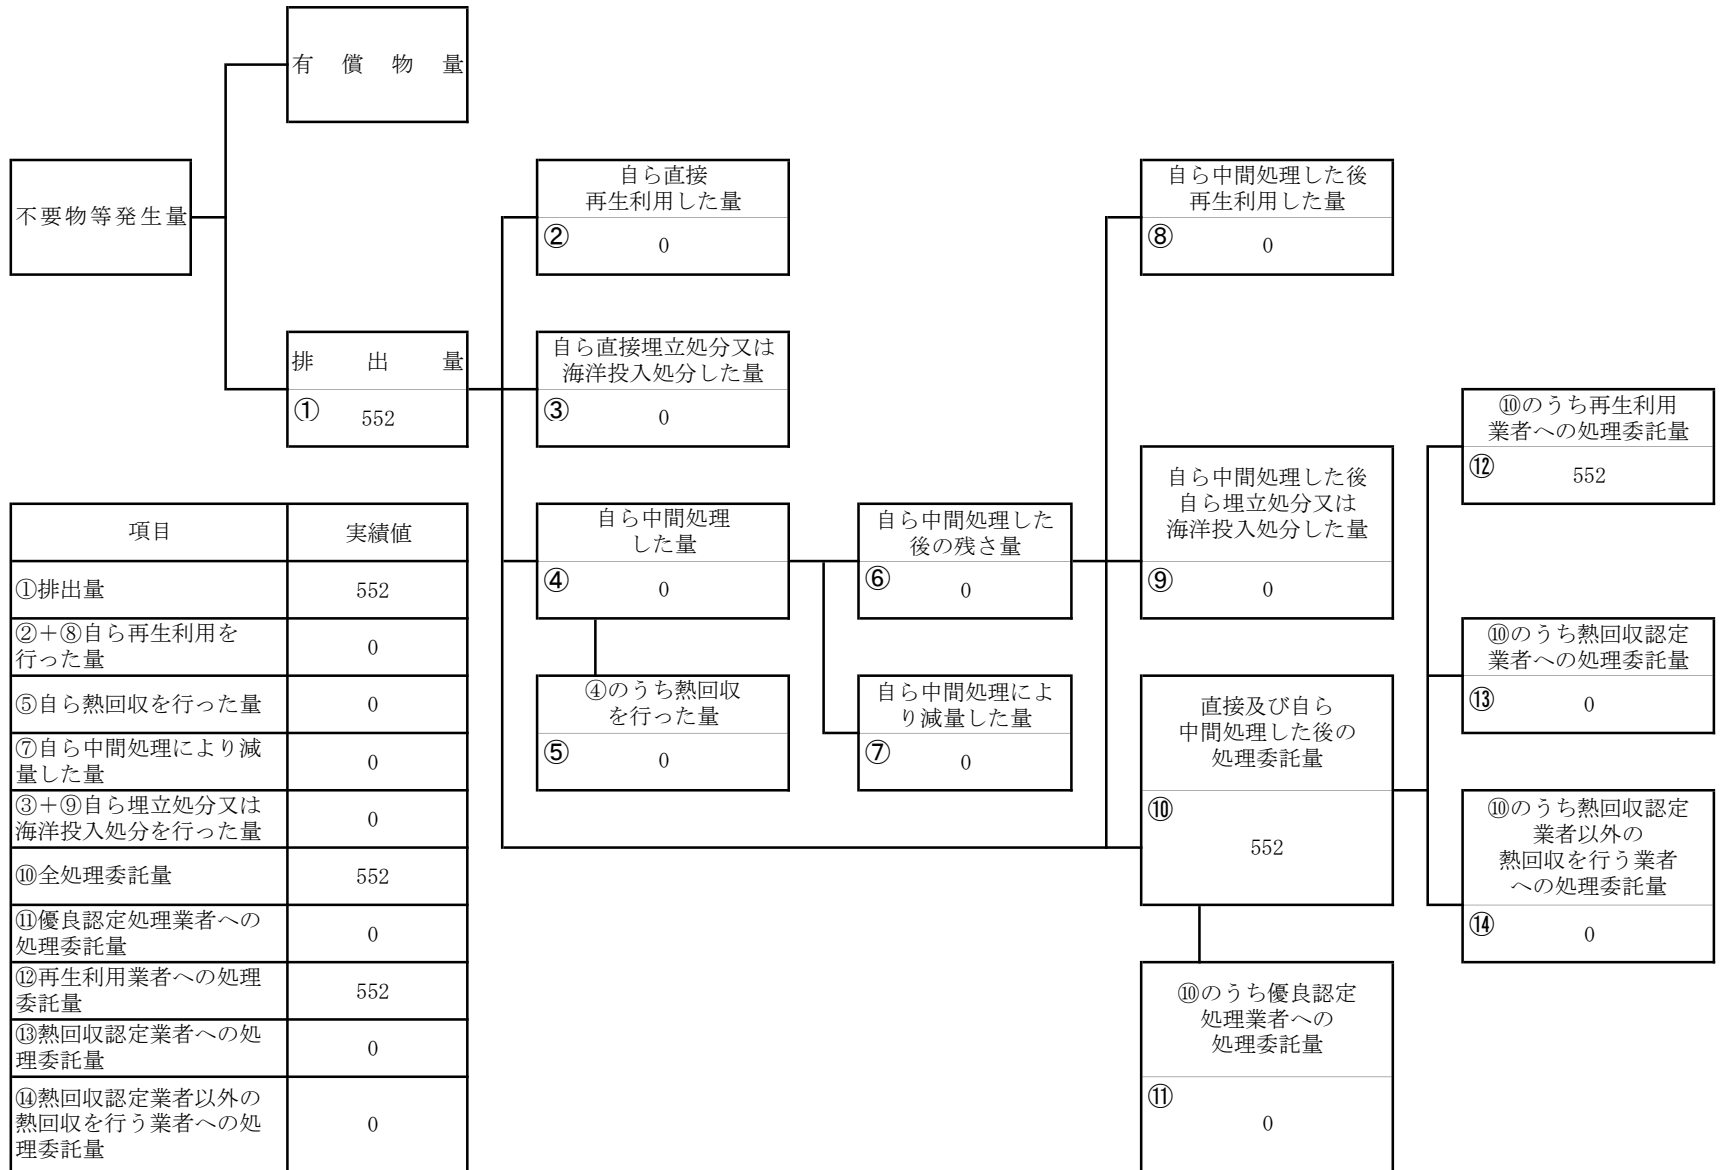 有償物量
不要物等発生量
排出量
①
552
自ら直接
再生利用した量
②
0
自ら直接埋立処分又は
海洋投入処分した量
③
0
自ら中間処理
した量
④
0
④のうち熱回収
を行った量
⑤
0
自ら中間処理した
後の残さ量
⑥
0
自ら中間処理によ
り減量した量
⑦
0
自ら中間処理した後
再生利用した量
⑧
0
自ら中間処理した後
自ら埋立処分又は
海洋投入処分した量
⑨
0
直接及び自ら
中間処理した後の
処理委託量
⑩
552
⑩のうち優良認定
処理業者への
処理委託量
⑪
0
⑩のうち再生利用
業者への処理委託量
⑫
552
⑩のうち熱回収認定
業者への処理委託量
⑬
0
⑩のうち熱回収認定
業者以外の
熱回収を行う業者
への処理委託量
⑭
0
項目 実績値
①排出量 552
②＋⑧自ら再生利用を
行った量 0
⑤自ら熱回収を行った量 0
⑦自ら中間処理により減
量した量 0
③＋⑨自ら埋立処分又は
海洋投入処分を行った量 0
⑩全処理委託量 552
⑪優良認定処理業者への
処理委託量 0
⑫再生利用業者への処理
委託量 552
⑬熱回収認定業者への処
理委託量 0
⑭熱回収認定業者以外の
熱回収を行う業者への処
理委託量 0